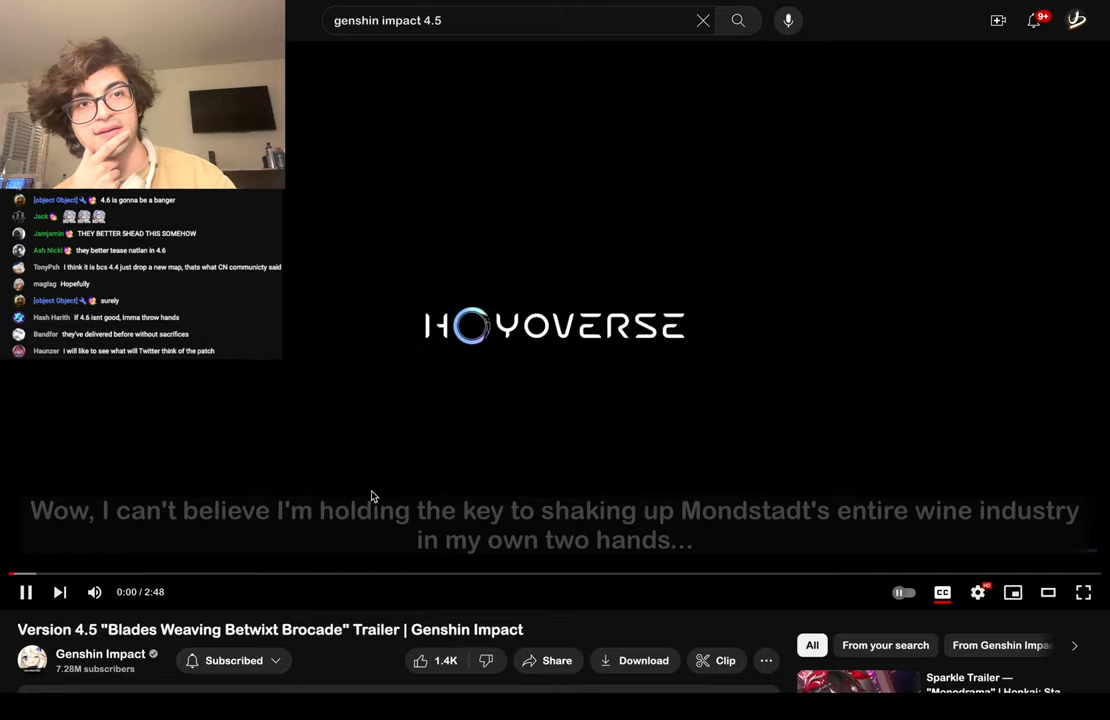 genshin impact 4.5
9+
[object Object] 4.6 is gonna be a banger
Jack
Jamjamin THEY BETTER 5HEAD THIS SOMEHOW
Ash Nicki they better tease natlan in 4.6
TonyPxh I think it is bcs 4.4 just drop a new map, thats what CN communicty said
maglag Hopefully
[object Object] surely
Hash Harith If 4.6 isnt good, Imma throw hands
Bandfor they've delivered before without sacrifices
Haunzer i will like to see what will Twitter think of the patch
HOYOVERSE
Wow, I can't believe I'm holding the key to shaking up Mondstadt's entire wine industry
in my own two hands...
0:00 / 2:48
CC
HD
Version 4.5 "Blades Weaving Betwixt Brocade" Trailer | Genshin Impact
Genshin Impact
7.28M subscribers
Subscribed
1.4K
Share
Download
Clip
All
From your search
From Genshin Impac
Sparkle Trailer —
"Monodrama" | Honkai: Sta